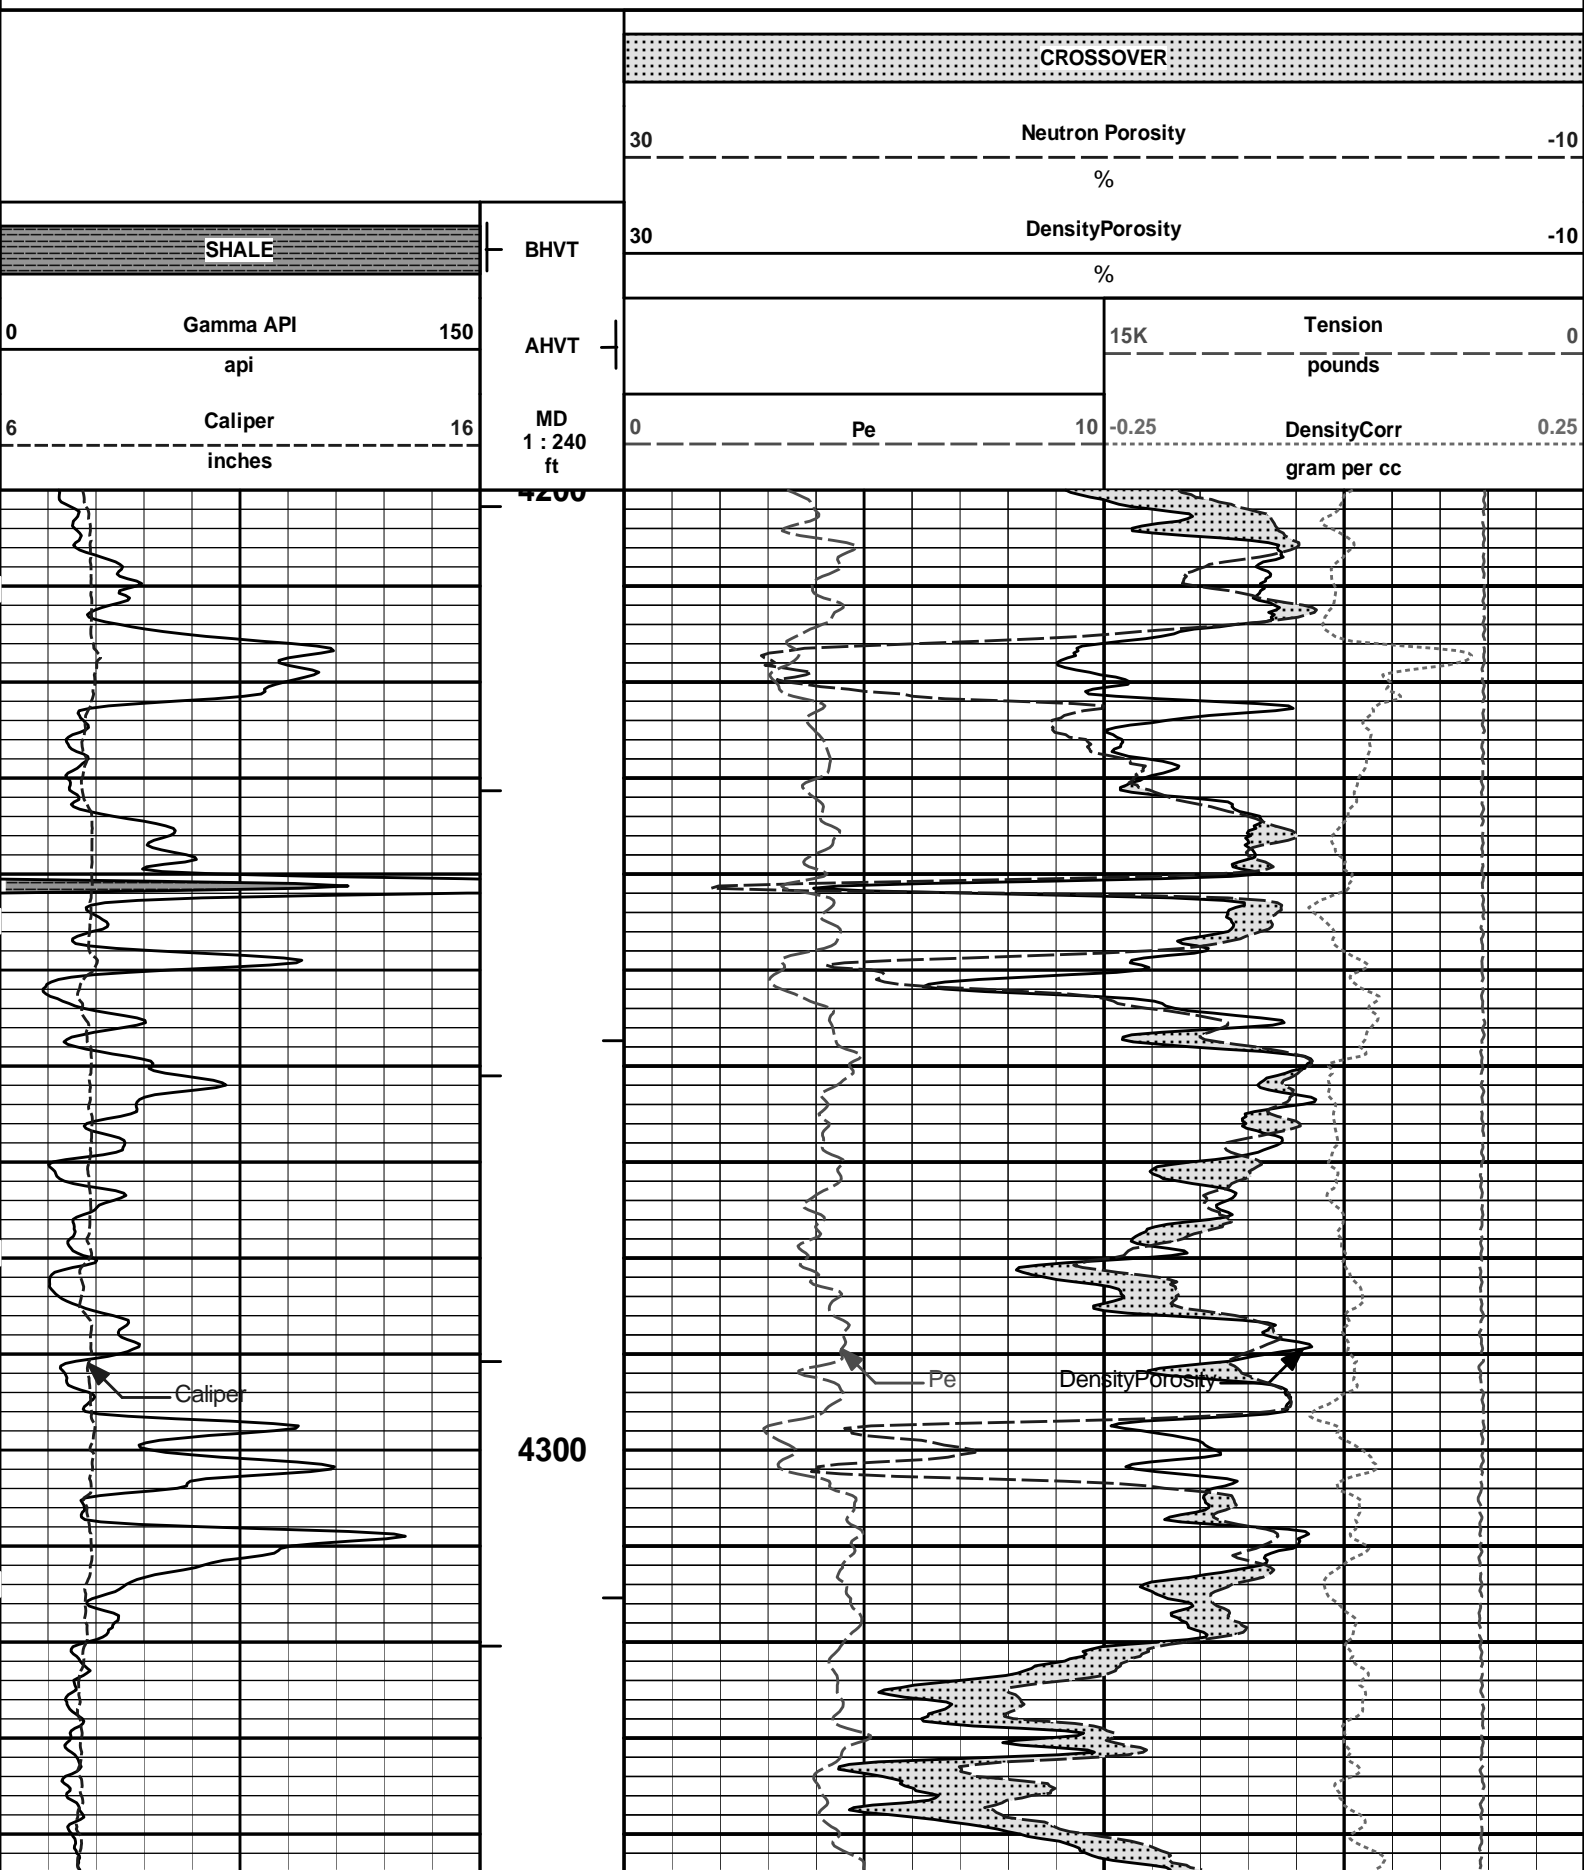 CROSSOVER
Neutron Porosity
30 -10
%
DensityPorosity
30 -10
%
SHALE
BHVT
Gamma API
0 150
api
AHVT
Tension
15K 0
pounds
Caliper
6 16
inches
MD
1 : 240
ft
0 Pe 10
-0.25 DensityCorr 0.25
gram per cc
4200
Caliper
Pe
DensityPorosity
4300